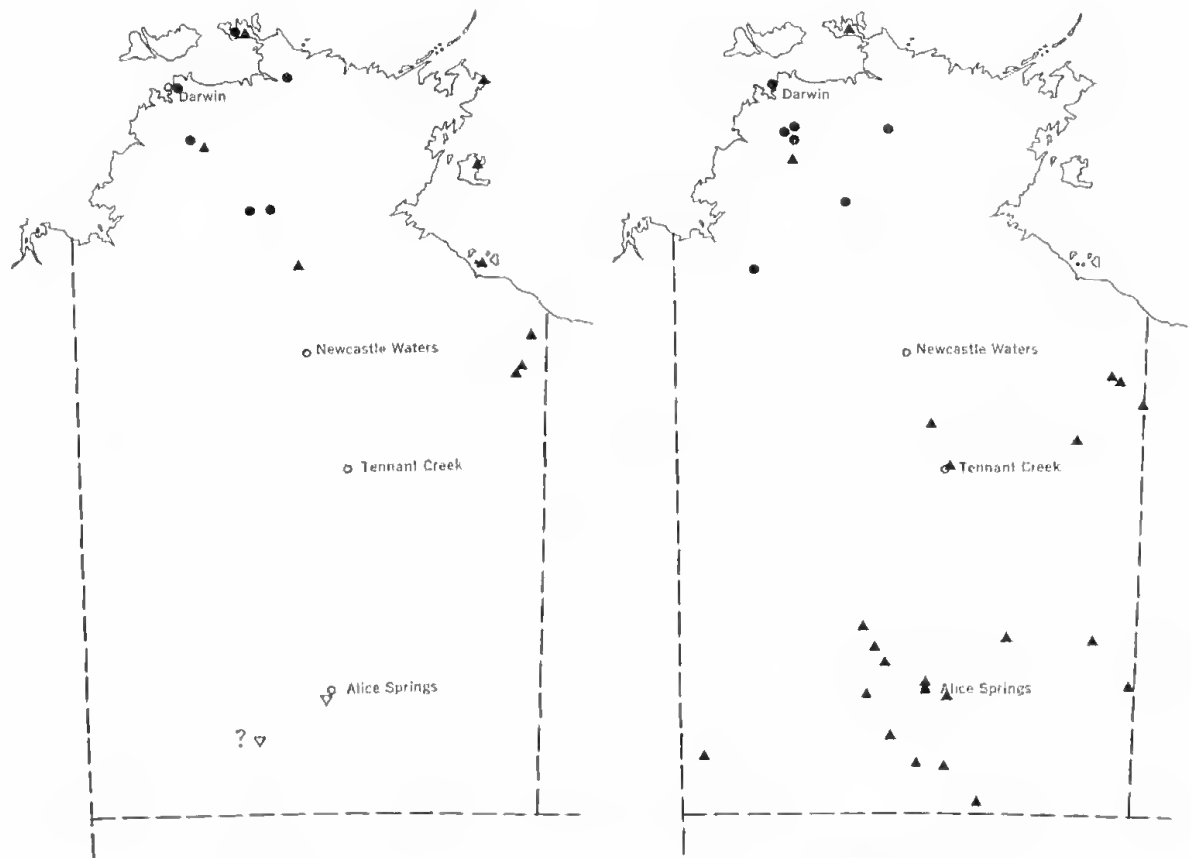 Darwin
Newcastle Waters
Tennant Creek
Alice Springs
?
Darwin
Newcastle Waters
Tennant Creek
Alice Springs